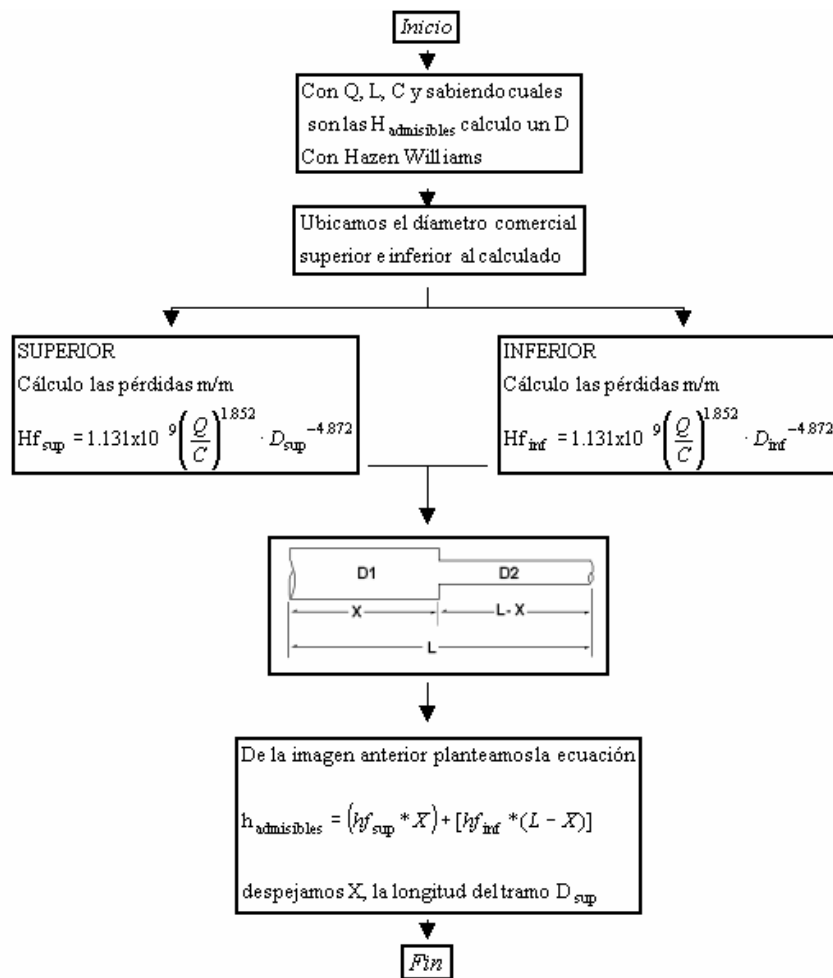 Inicio
Con Q, L, C y sabiendo cuales
son las H admisibles calculo un D
Con Hazen Williams
Ubicamos el díametro comercial
superior e inferior al calculado
SUPERIOR
Cálculo las pérdidas m/m
Hf sup = 1.131x10 9 (Q/C)^1.852 · D sup^-4.872
INFERIOR
Cálculo las pérdidas m/m
Hf inf = 1.131x10 9 (Q/C)^1.852 · D inf^-4.872
D1 D2
X L - X
L
De la imagen anterior planteamos la ecuación
h admisibles = (hf sup * X) + [hf inf * (L - X)]
despejamos X, la longitud del tramo D sup
Fin